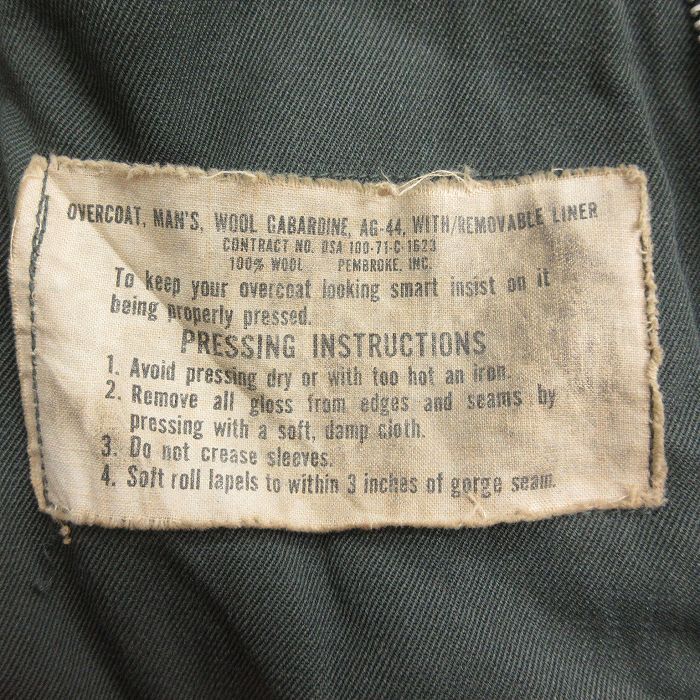 OVERCOAT, MAN'S, WOOL GABARDINE, AG-44, WITH/REMOVABLE LINER
CONTRACT NO. DSA 100-71-C-1623
100% WOOL PEMBROKE, INC.
To keep your overcoat looking smart insist on it
being properly pressed.
PRESSING INSTRUCTIONS
1. Avoid pressing dry or with too hot an iron.
2. Remove all gloss from edges and seams by
pressing with a soft, damp cloth.
3. Do not crease sleeves.
4. Soft roll lapels to within 3 inches of gorge seam.